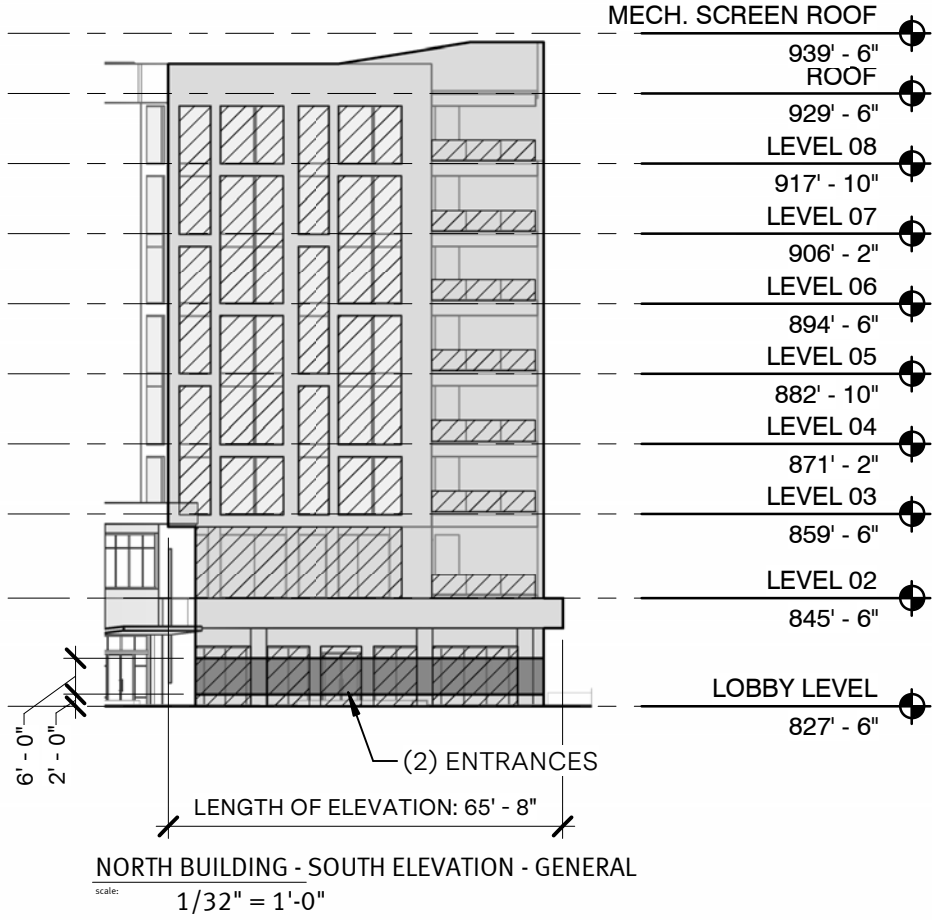 MECH. SCREEN ROOF
939' - 6"
ROOF
929' - 6"
LEVEL 08
917' - 10"
LEVEL 07
906' - 2"
LEVEL 06
894' - 6"
LEVEL 05
882' - 10"
LEVEL 04
871' - 2"
LEVEL 03
859' - 6"
LEVEL 02
845' - 6"
LOBBY LEVEL
827' - 6"
6' - 0"
2' - 0"
(2) ENTRANCES
LENGTH OF ELEVATION: 65' - 8"
NORTH BUILDING - SOUTH ELEVATION - GENERAL
scale:
1/32" = 1'-0"